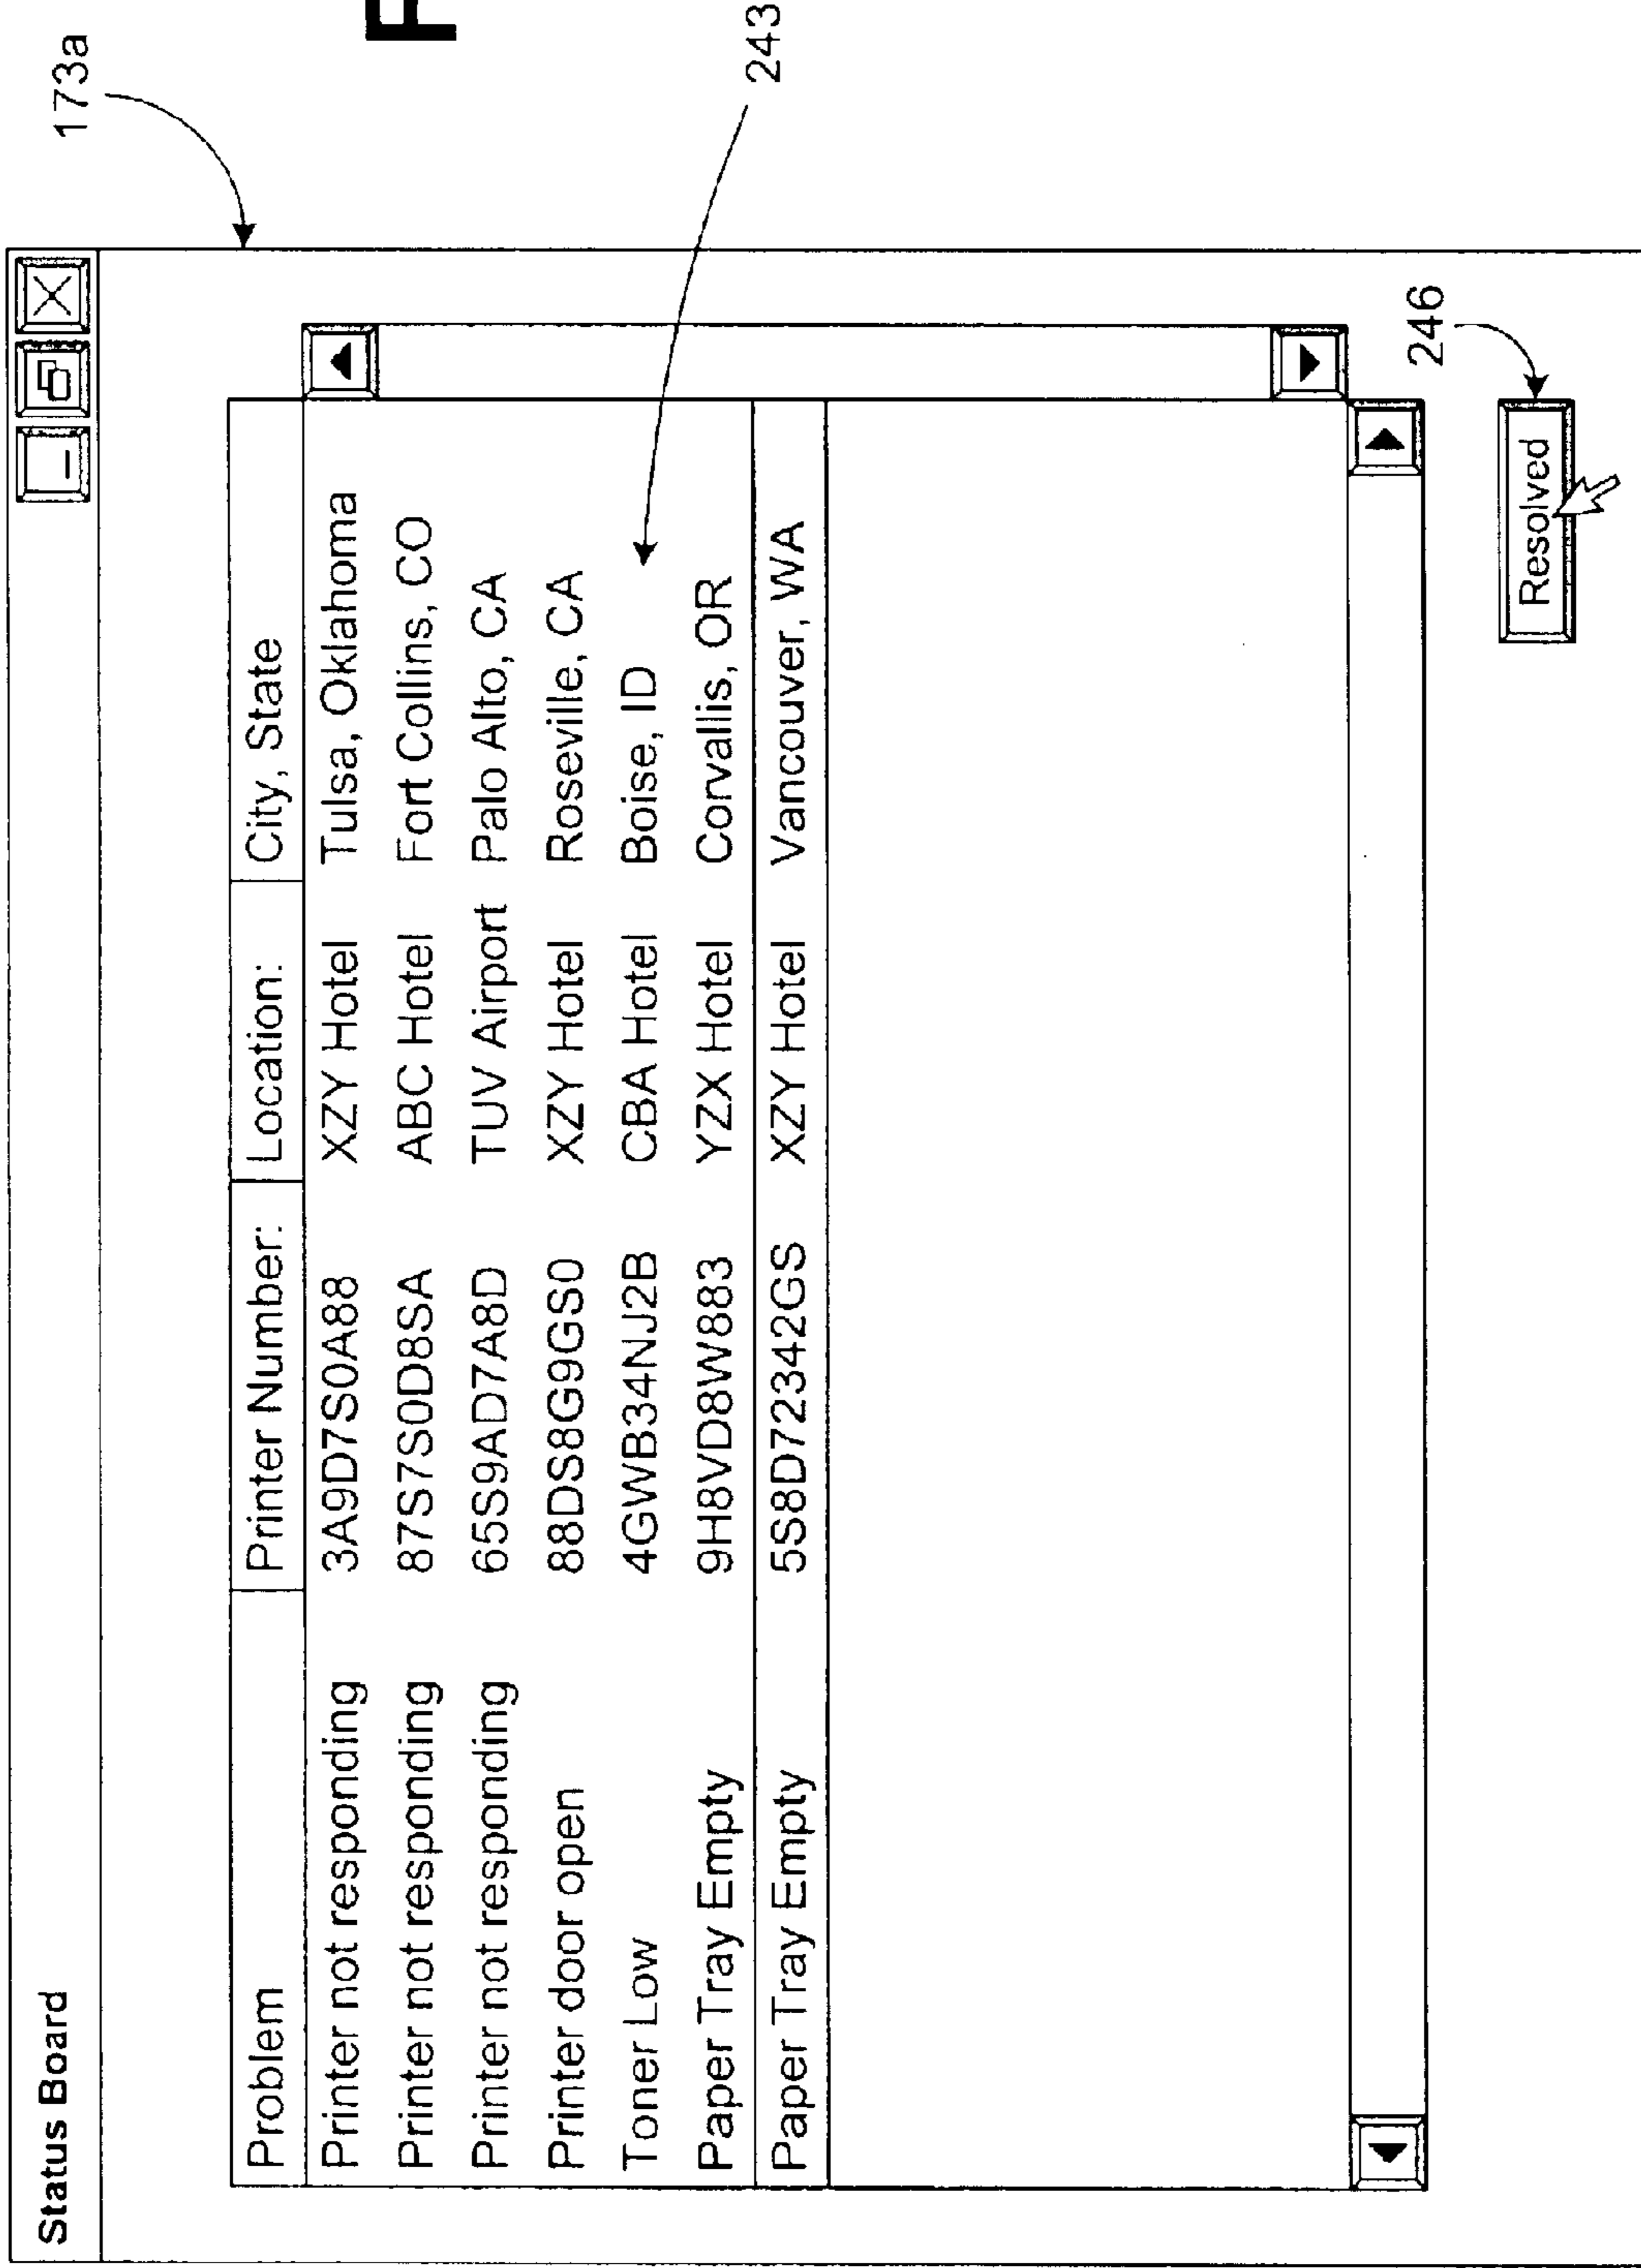 Status Board
173a
Problem Printer Number: Location: City, State
Printer not responding 3A9D7S0A88 XZY Hotel Tulsa, Oklahoma
Printer not responding 87S7S0D8SA ABC Hotel Fort Collins, CO
Printer not responding 65S9AD7A8D TUV Airport Palo Alto, CA
Printer door open 88DS8G9GS0 XZY Hotel Roseville, CA
Toner Low 4GWB34NJ2B CBA Hotel Boise, ID
Paper Tray Empty 9H8VD8W883 YZX Hotel Corvallis, OR
Paper Tray Empty 5S8D72342GS XZY Hotel Vancouver, WA
243
246
Resolved